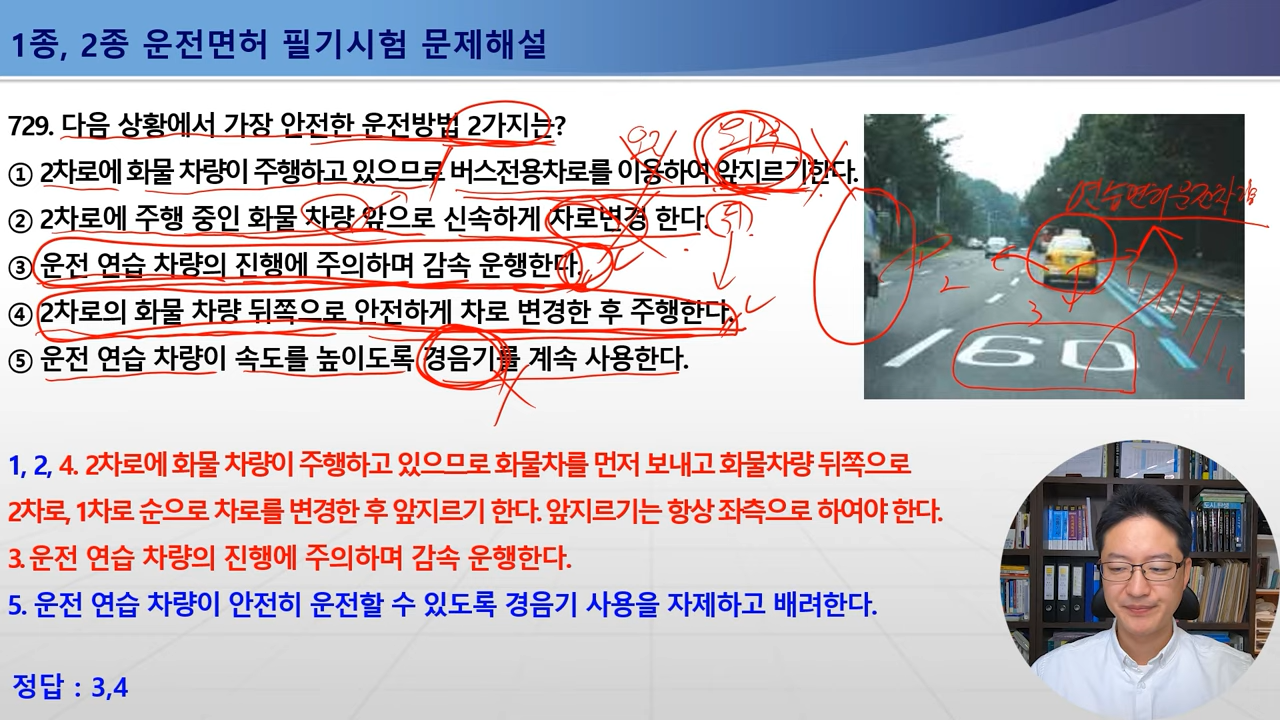 1종, 2종 운전면허 필기시험 문제해설
729. 다음 상황에서 가장 안전한 운전방법 2가지는?
① 2차로에 화물 차량이 주행하고 있으므로 버스전용차로를 이용하여 앞지르기한다.
② 2차로에 주행 중인 화물 차량 앞으로 신속하게 차로변경 한다.
③ 운전 연습 차량의 진행에 주의하며 감속 운행한다.
④ 2차로의 화물 차량 뒤쪽으로 안전하게 차로 변경한 후 주행한다.
⑤ 운전 연습 차량이 속도를 높이도록 경음기를 계속 사용한다.
연습면허 운전차량
2
3
60
1, 2, 4. 2차로에 화물 차량이 주행하고 있으므로 화물차를 먼저 보내고 화물차량 뒤쪽으로
2차로, 1차로 순으로 차로를 변경한 후 앞지르기 한다. 앞지르기는 항상 좌측으로 하여야 한다.
3. 운전 연습 차량의 진행에 주의하며 감속 운행한다.
5. 운전 연습 차량이 안전히 운전할 수 있도록 경음기 사용을 자제하고 배려한다.
정답 : 3,4